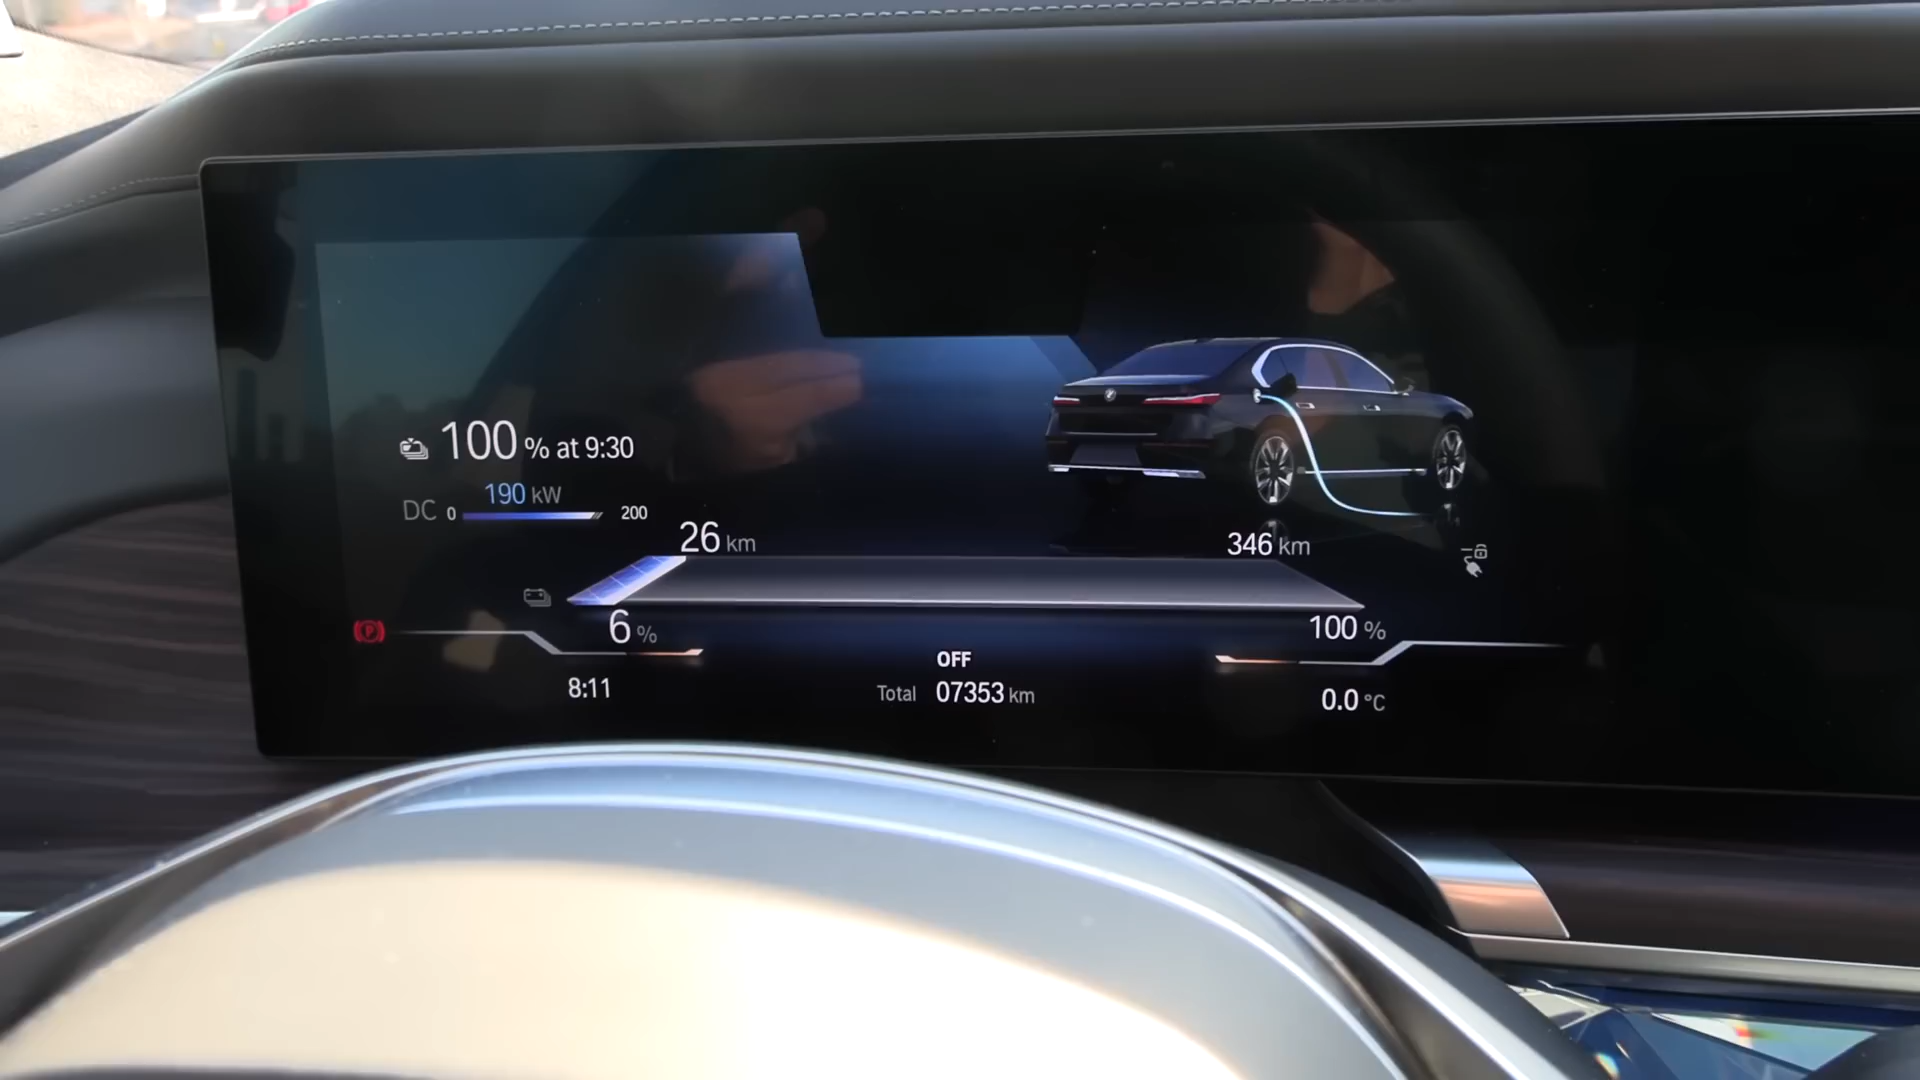 100 % at 9:30
190 kW
DC 0 200
26 km
346 km
6 %
100 %
P
OFF
8:11
Total 07353 km
0.0 °C